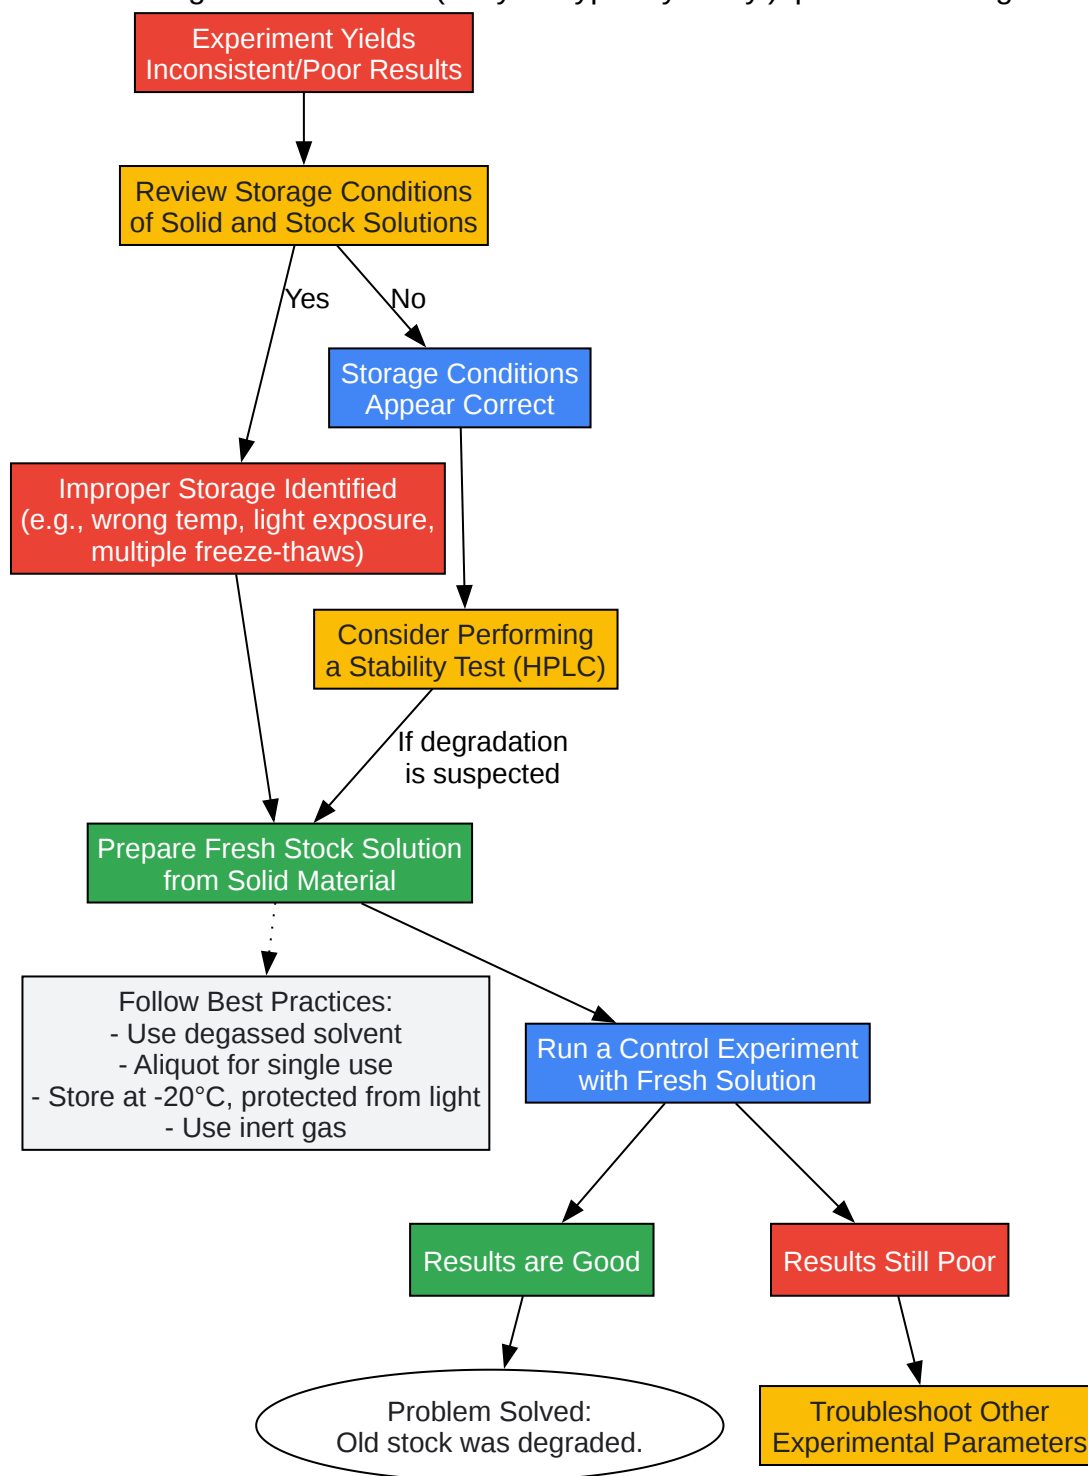 Experiment Yields
Inconsistent/Poor Results
Review Storage Conditions
of Solid and Stock Solutions
Yes
No
Storage Conditions
Appear Correct
Improper Storage Identified
(e.g., wrong temp, light exposure,
multiple freeze-thaws)
Consider Performing
a Stability Test (HPLC)
If degradation
is suspected
Prepare Fresh Stock Solution
from Solid Material
Follow Best Practices:
- Use degassed solvent
- Aliquot for single use
- Store at -20°C, protected from light
- Use inert gas
Run a Control Experiment
with Fresh Solution
Results are Good
Results Still Poor
Problem Solved:
Old stock was degraded.
Troubleshoot Other
Experimental Parameters